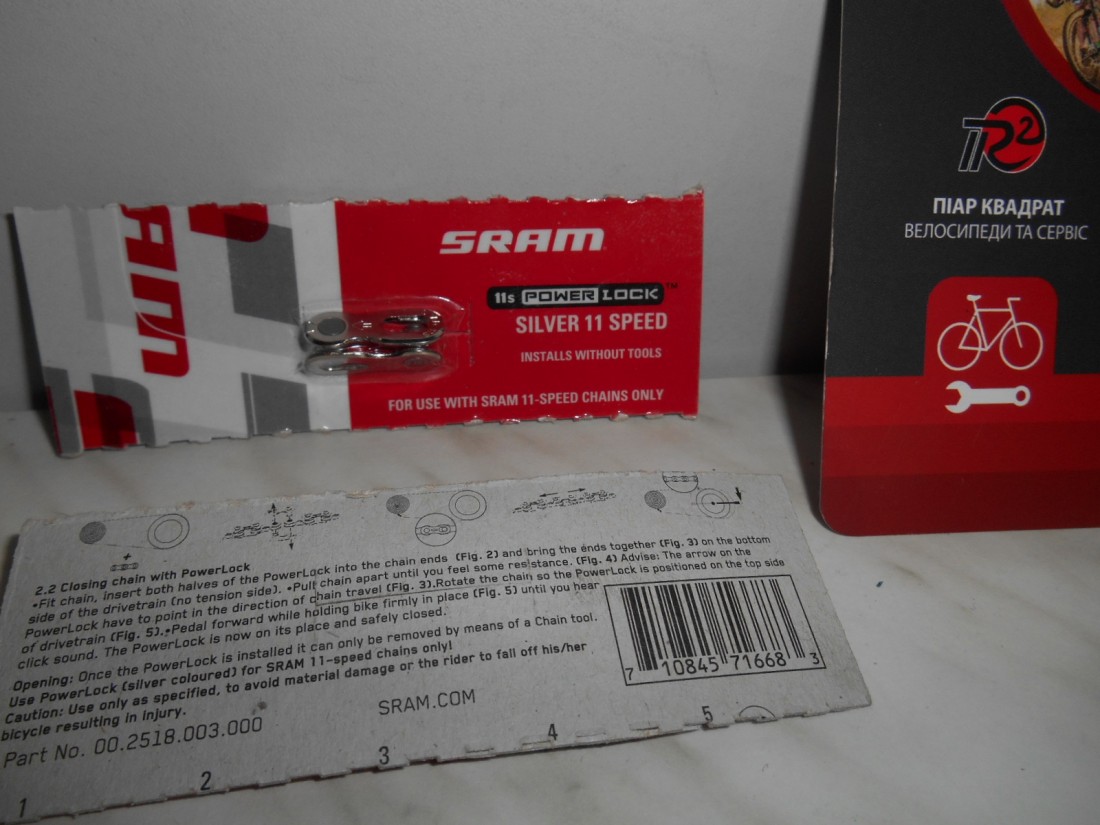 SRAM
SRAM
11s POWER LOCK™
SILVER 11 SPEED
INSTALLS WITHOUT TOOLS
FOR USE WITH SRAM 11-SPEED CHAINS ONLY
R2
ПІАР КВАДРАТ
ВЕЛОСИПЕДИ ТА СЕРВІС
2.2 Closing chain with PowerLock
•Fit chain, insert both halves of the PowerLock into the chain ends (Fig. 2) and bring the ends together (Fig. 3) on the bottom
side of the drivetrain (no tension side). •Pull chain apart until you feel some resistance. (Fig. 4) Advise: The arrow on the
PowerLock have to point in the direction of chain travel (Fig. 3).Rotate the chain so the PowerLock is positioned on the top side
of drivetrain (Fig. 5).•Pedal forward while holding bike firmly in place (Fig. 5) until you hear
click sound. The PowerLock is now on its place and safely closed.
Opening: Once the PowerLock is installed it can only be removed by means of a Chain tool.
Use PowerLock (silver coloured) for SRAM 11-speed chains only!
Caution: Use only as specified, to avoid material damage or the rider to fall off his/her
bicycle resulting in injury.
Part No. 00.2518.003.000
SRAM.COM
7 10845 71668 3
1 2 3 4 5